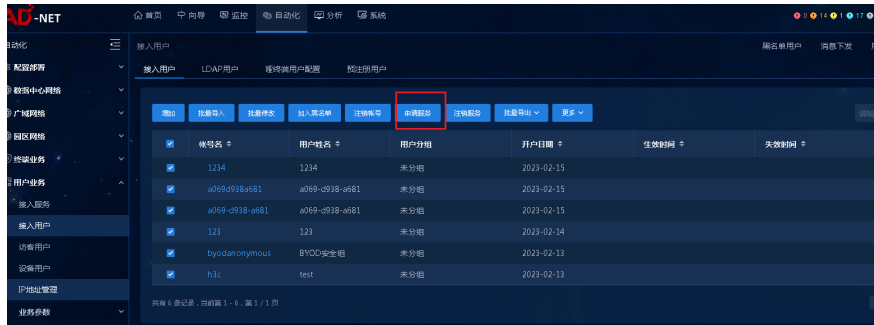 AD-NET 首页 向导 监控 自动化 分析 系统 0 14 1 17
自动化 接入用户 黑名单用户 消息下发
配置部署 接入用户 LDAP用户 哑终端用户配置 预注册用户
数据中心网络
广域网络 增加 批量导入 批量修改 加入黑名单 注销帐号 申请服务 注销服务 批量导出 更多
园区网络 帐号名 用户姓名 用户分组 开户日期 生效时间 失效时间
终端业务 1234 1234 未分组 2023-02-15
用户业务 a069d938a681 a069-d938-a681 未分组 2023-02-15
接入服务 a069-d938-a681 a069-d938-a681 未分组 2023-02-15
接入用户 123 123 未分组 2023-02-14
访客用户 byodanonymous BYOD安全组 未分组 2023-02-13
设备用户 h3c test 未分组 2023-02-13
IP地址管理
共有 6 条记录 , 当前第 1 - 6 , 第 1 / 1 页
业务参数